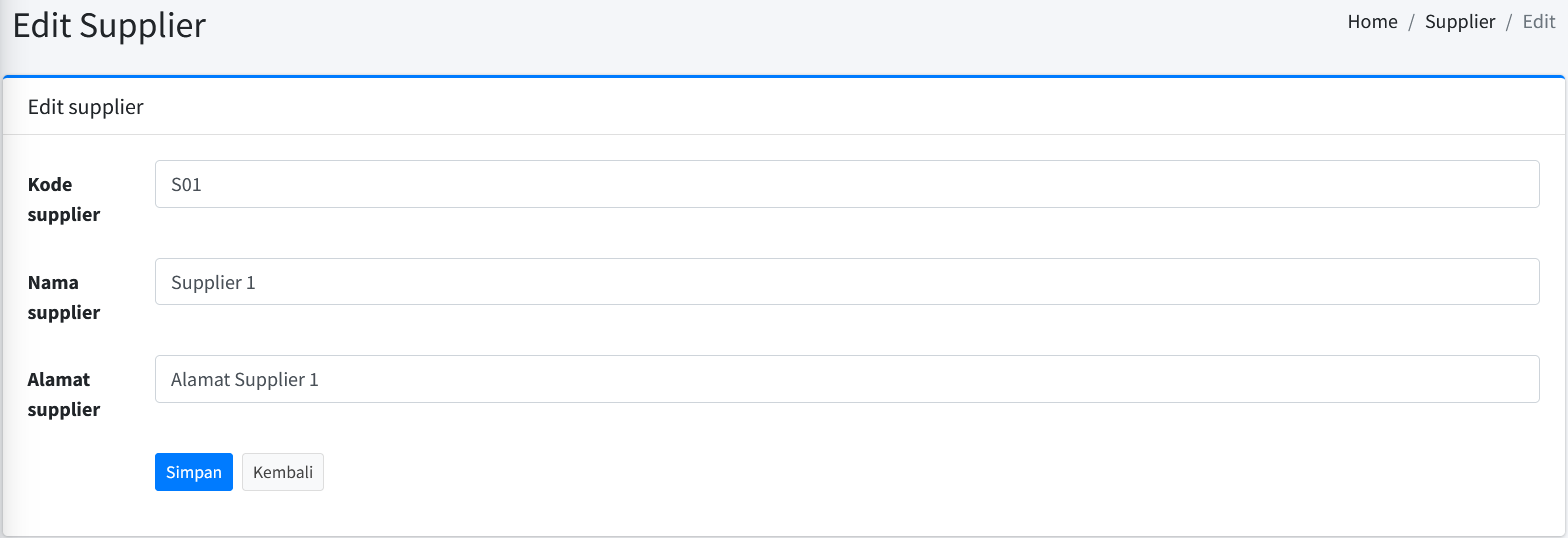 Edit Supplier
Home / Supplier / Edit
Edit supplier
Kode
supplier
S01
Nama
supplier
Supplier 1
Alamat
supplier
Alamat Supplier 1
Simpan
Kembali